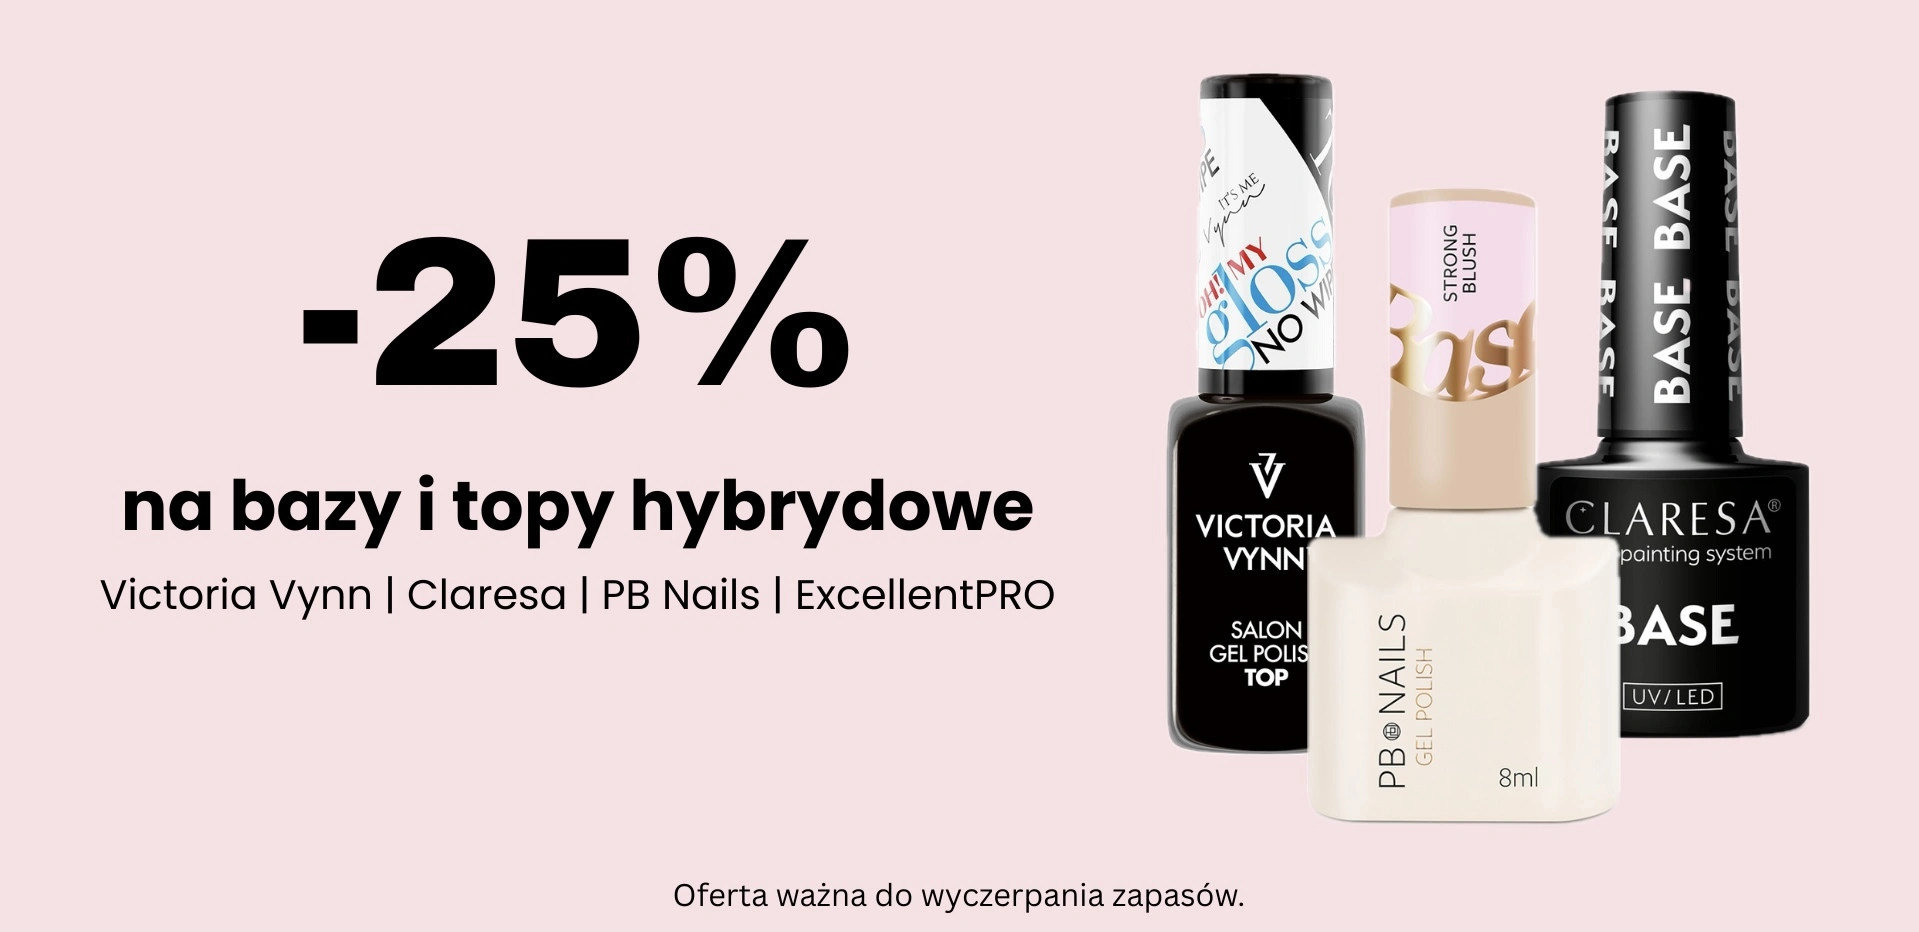 -25%
na bazy i topy hybrydowe
Victoria Vynn | Claresa | PB Nails | ExcellentPRO
IT'S ME
Vynn
OH! MY
gloss
NO WIPE
VICTORIA
VYNN
SALON
GEL POLISH
TOP
STRONG
BLUSH
Base
PB NAILS
GEL POLISH
8ml
BASE BASE
BASE BASE
BASE BASE
CLARESA®
painting system
BASE
UV/LED
Oferta ważna do wyczerpania zapasów.